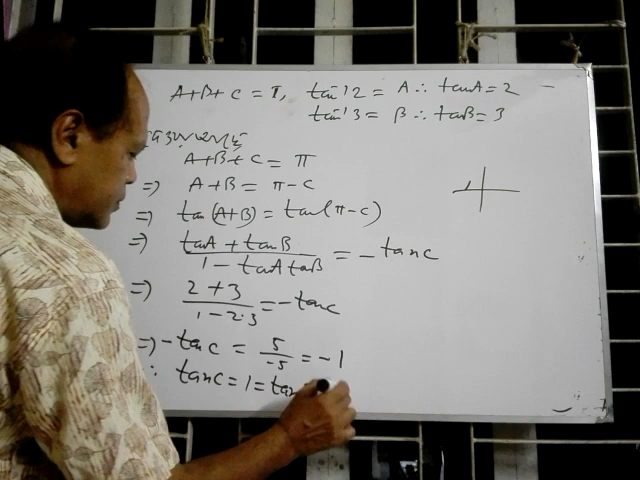 A+B+C = π, tan⁻¹2 = A ∴ tanA = 2
tan⁻¹3 = B ∴ tanB = 3
A+B+C = π
=> A+B = π-C
=> tan(A+B) = tan(π-C)
=> (tanA + tanB)/(1 - tanA tanB) = -tanC
=> (2+3)/(1-2.3) = -tanC
=> -tanC = 5/-5 = -1
∴ tanC = 1 = tan